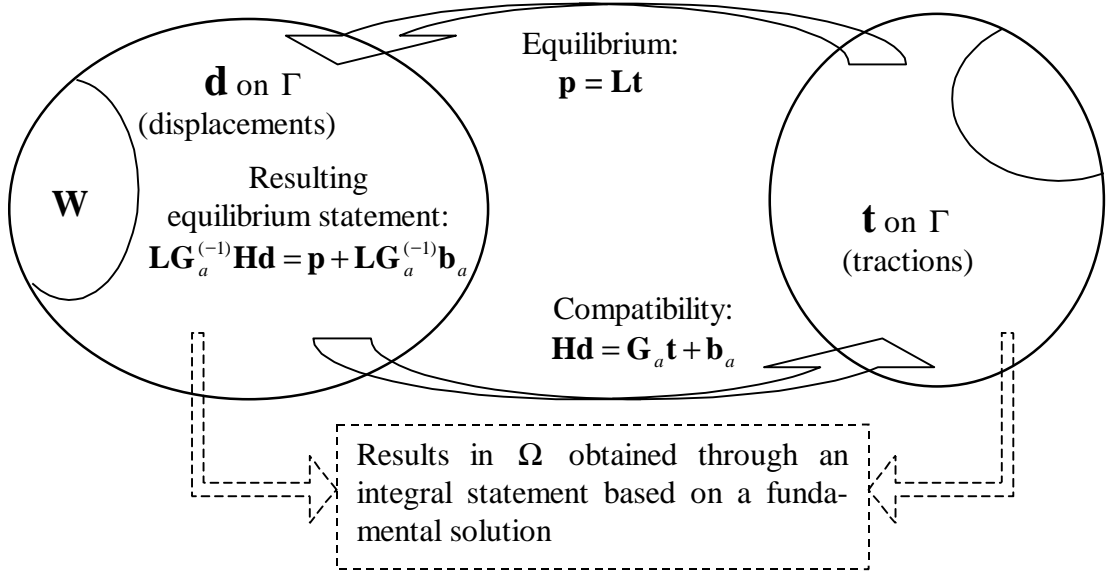 Equilibrium:
p = Lt
d on Γ
(displacements)
W
Resulting
equilibrium statement:
LG_a^(-1)Hd = p + LG_a^(-1)b_a
t on Γ
(tractions)
Compatibility:
Hd = G_a t + b_a
Results in Ω obtained through an
integral statement based on a funda-
mental solution